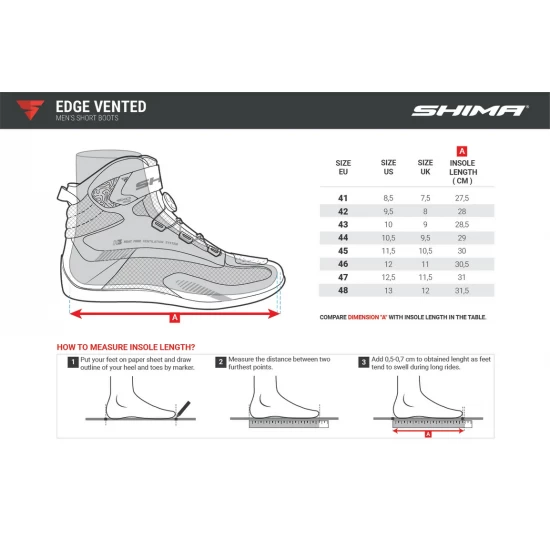 EDGE VENTED
MEN'S SHORT BOOTS
SHIMA®
A
SIZE EU SIZE US SIZE UK INSOLE LENGTH (CM)
41 8,5 7,5 27,5
42 9,5 8 28
43 10 9 28,5
44 10,5 9,5 29
45 11,5 10,5 30
46 12 11 30,5
47 12,5 11,5 31
48 13 12 31,5
COMPARE DIMENSION "A" WITH INSOLE LENGTH IN THE TABLE.
SHIMA
A
HOW TO MEASURE INSOLE LENGTH?
1 Put your feet on paper sheet and draw
outline of your heel and toes by marker.
2 Measure the distance between two
furthest points.
3 Add 0,5-0,7 cm to obtained lenght as feet
tend to swell during long rides.
A